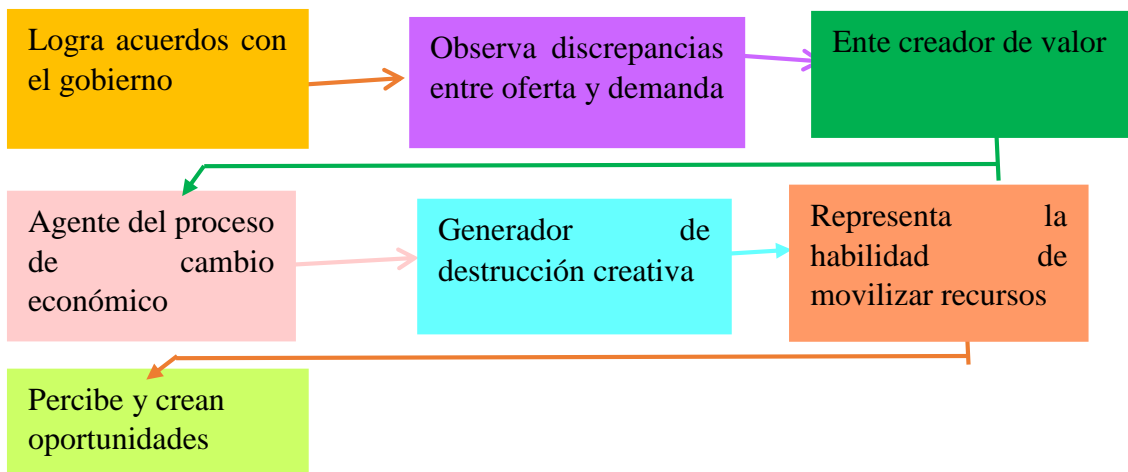 Logra acuerdos con
el gobierno
Observa discrepancias
entre oferta y demanda
Ente creador de valor
Agente del proceso
de cambio
económico
Generador de
destrucción creativa
Representa la
habilidad de
movilizar recursos
Percibe y crean
oportunidades